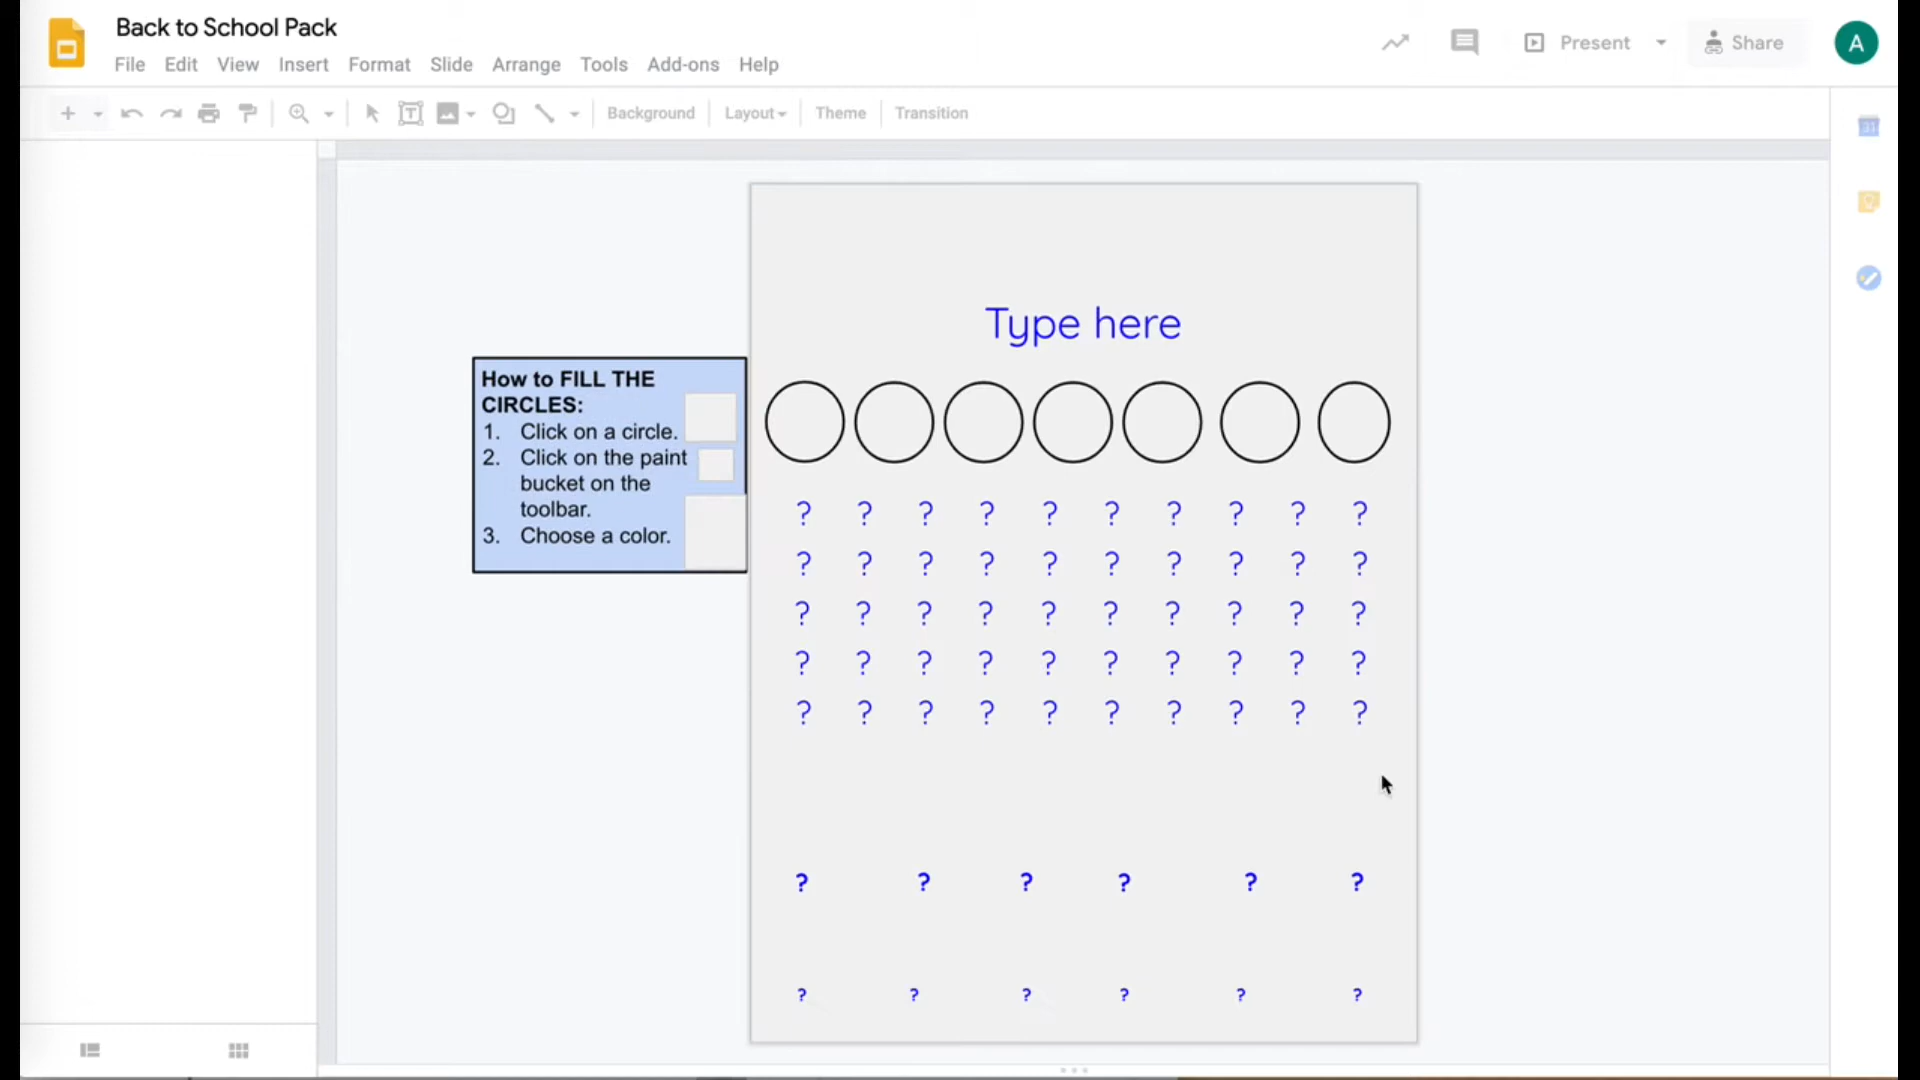 Back to School Pack
File Edit View Insert Format Slide Arrange Tools Add-ons Help
Present Share A
Background Layout Theme Transition
31
Type here
How to FILL THE
CIRCLES:
1. Click on a circle.
2. Click on the paint
bucket on the
toolbar.
3. Choose a color.
? ? ? ? ? ? ? ? ? ?
? ? ? ? ? ? ? ? ? ?
? ? ? ? ? ? ? ? ? ?
? ? ? ? ? ? ? ? ? ?
? ? ? ? ? ? ? ? ? ?
? ? ? ? ? ?
? ? ? ? ? ?